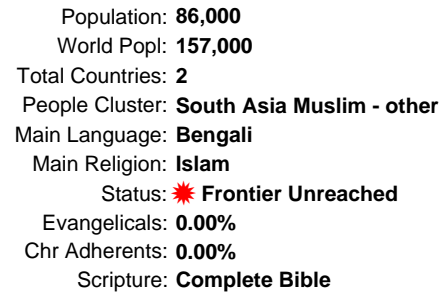 Population: 86,000
World Popl: 157,000
Total Countries: 2
People Cluster: South Asia Muslim - other
Main Language: Bengali
Main Religion: Islam
Status: Frontier Unreached
Evangelicals: 0.00%
Chr Adherents: 0.00%
Scripture: Complete Bible